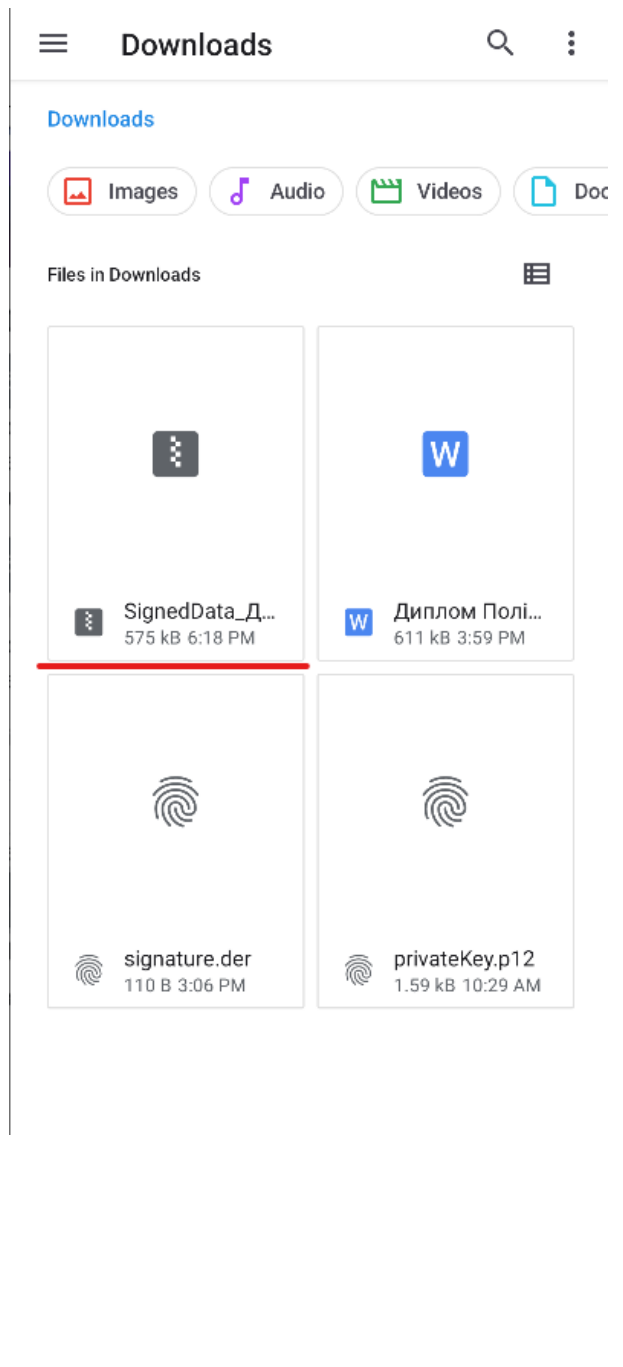 Downloads
Downloads
Images Audio Videos Doc
Files in Downloads
W
SignedData_Д... W Диплом Полі...
575 kB 6:18 PM 611 kB 3:59 PM
signature.der privateKey.p12
110 B 3:06 PM 1.59 kB 10:29 AM